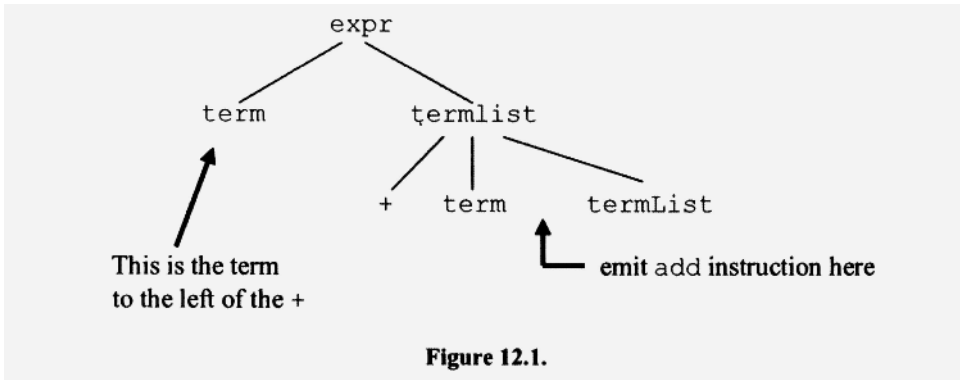 expr
term
termlist
+
term
termList
This is the term
to the left of the +
emit add instruction here
Figure 12.1.